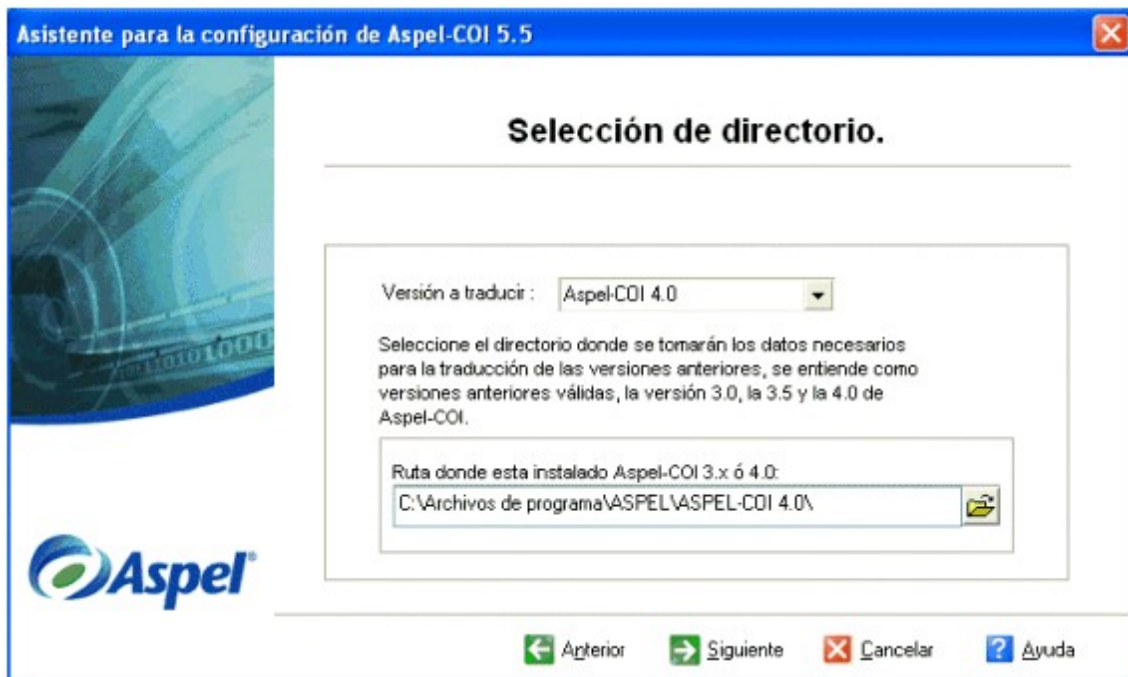 Asistente para la configuración de Aspel-COI 5.5
Selección de directorio.
Versión a traducir :
Aspel-COI 4.0
Seleccione el directorio donde se tomarán los datos necesarios
para la traducción de las versiones anteriores, se entiende como
versiones anteriores válidas, la versión 3.0, la 3.5 y la 4.0 de
Aspel-COI.
Ruta donde esta instalado Aspel-COI 3.x ó 4.0:
C:\Archivos de programa\ASPEL\ASPEL-COI 4.0\
Aspel®
Anterior
Siguiente
Cancelar
? Ayuda